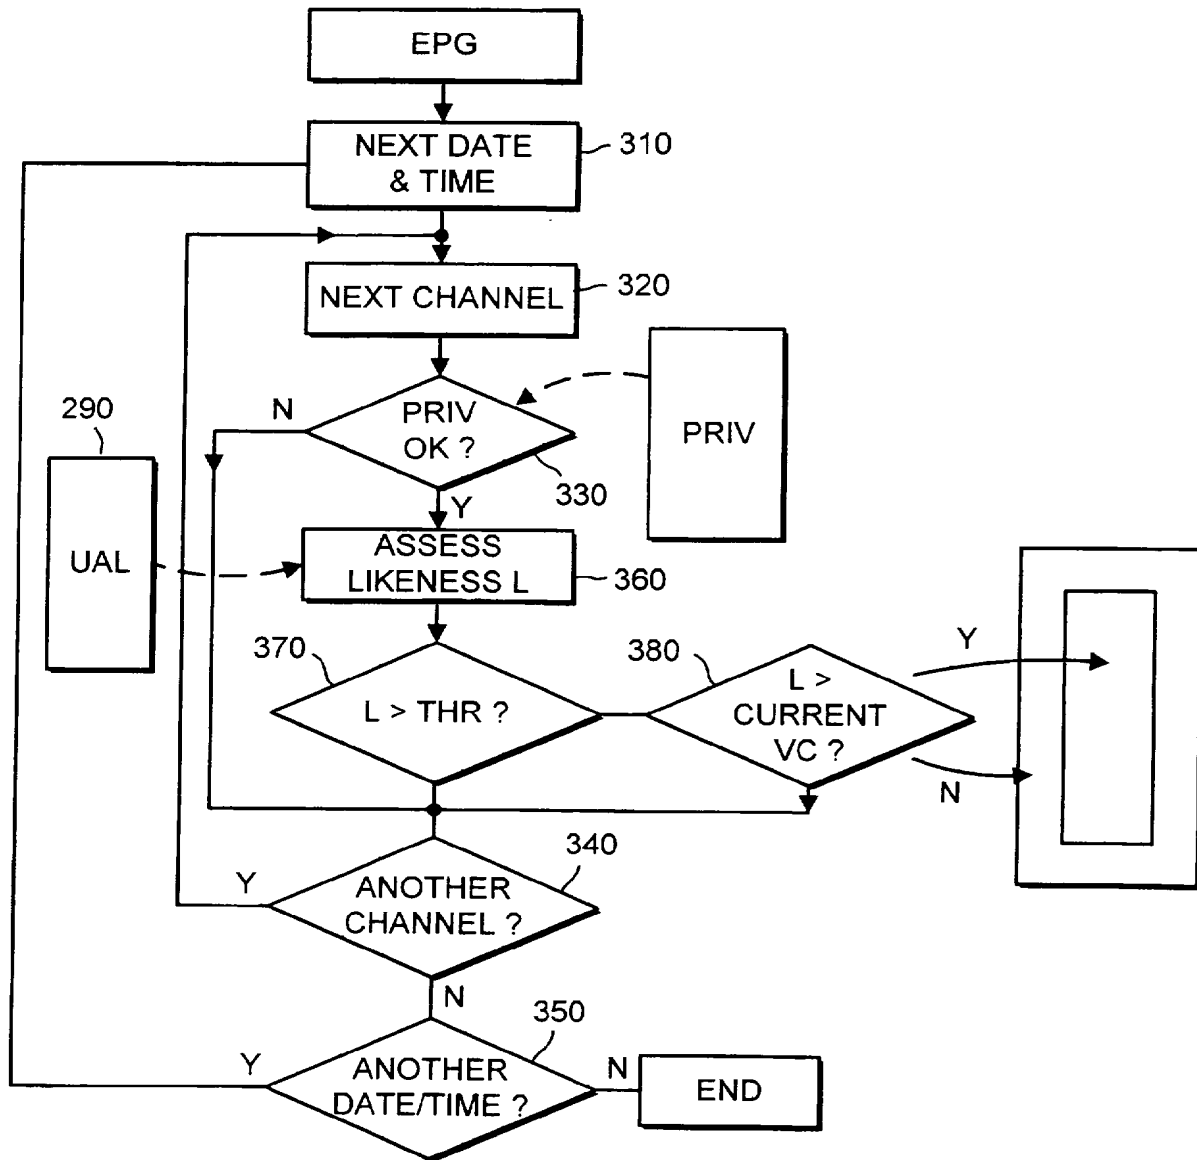 EPG
NEXT DATE
& TIME
310
NEXT CHANNEL
320
N
PRIV
OK ?
330
PRIV
290
UAL
Y
ASSESS
LIKENESS L
360
370
L > THR ?
380
L >
CURRENT
VC ?
Y
N
340
Y
ANOTHER
CHANNEL ?
N
350
Y
ANOTHER
DATE/TIME ?
N
END